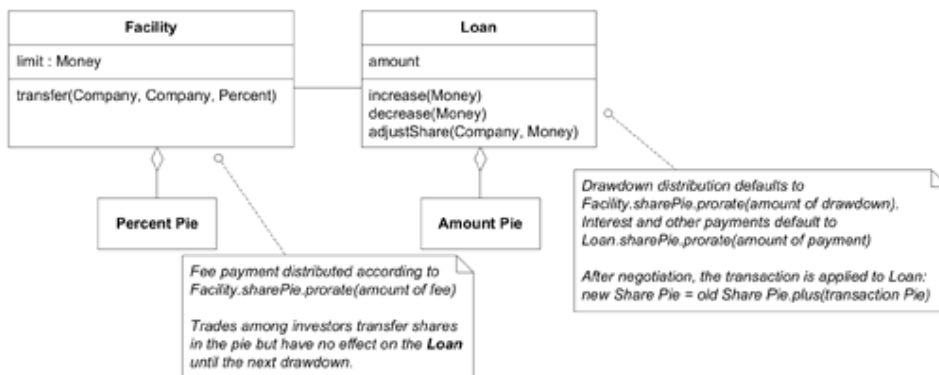 Facility
limit : Money
transfer(Company, Company, Percent)
Loan
amount
increase(Money)
decrease(Money)
adjustShare(Company, Money)
Percent Pie
Amount Pie
Fee payment distributed according to
Facility.sharePie.prorate(amount of fee)
Trades among investors transfer shares
in the pie but have no effect on the Loan
until the next drawdown.
Drawdown distribution defaults to
Facility.sharePie.prorate(amount of drawdown).
Interest and other payments default to
Loan.sharePie.prorate(amount of payment)
After negotiation, the transaction is applied to Loan:
new Share Pie = old Share Pie.plus(transaction Pie)